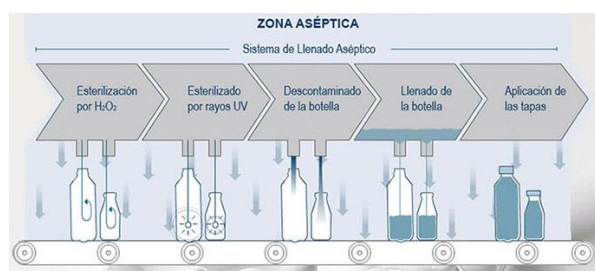 ZONA ASÉPTICA
Sistema de Llenado Aséptico
Esterilización
por H₂O₂
Esterilizado
por rayos UV
Descontaminado
de la botella
Llenado de
la botella
Aplicación de
las tapas